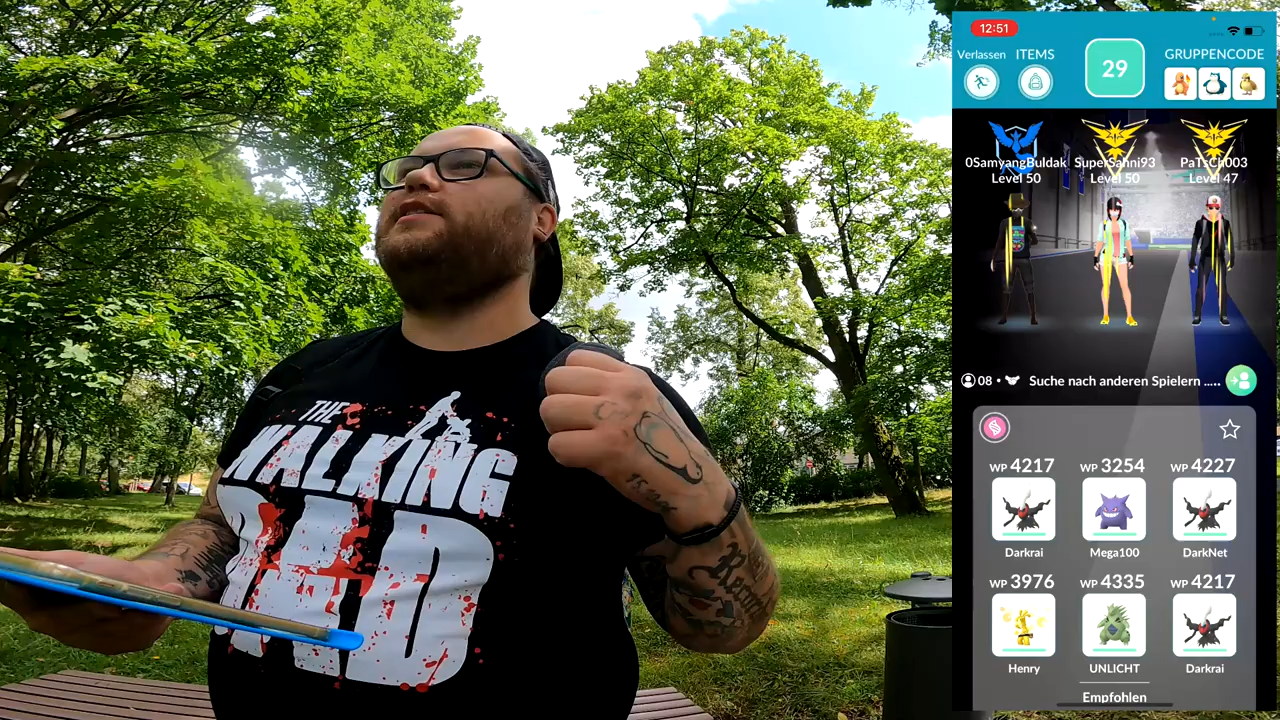 THE
WALKING
DAD
12:51
Verlassen
ITEMS
29
GRUPPENCODE
0SamyangBuldak
Level 50
SuperSahni93
Level 50
PaTsCh003
Level 47
08 • Suche nach anderen Spielern .....
WP 4217
WP 3254
WP 4227
Darkrai
Mega100
DarkNet
WP 3976
WP 4335
WP 4217
Henry
UNLICHT
Darkrai
Empfohlen